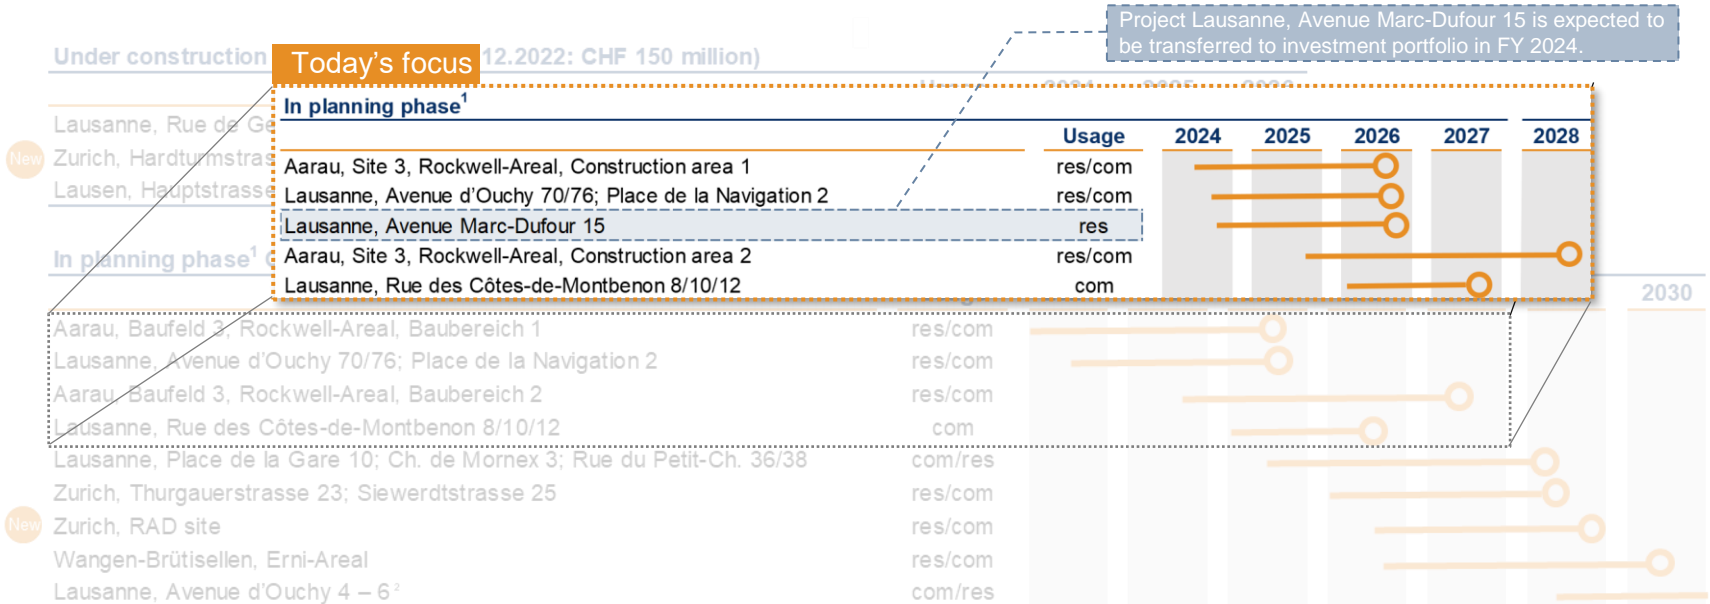 Project Lausanne, Avenue Marc-Dufour 15 is expected to
be transferred to investment portfolio in FY 2024.
Under construction
Today's focus
12.2022: CHF 150 million)
In planning phase¹
Usage 2024 2025 2026 2027 2028
Aarau, Site 3, Rockwell-Areal, Construction area 1 res/com
Lausanne, Avenue d'Ouchy 70/76; Place de la Navigation 2 res/com
Lausanne, Avenue Marc-Dufour 15 res
Aarau, Site 3, Rockwell-Areal, Construction area 2 res/com
Lausanne, Rue des Côtes-de-Montbenon 8/10/12 com
Lausanne, Rue de Ge
New Zurich, Hardturmstras
Lausen, Hauptstrasse
In planning phase¹
2030
Aarau, Baufeld 3, Rockwell-Areal, Baubereich 1 res/com
Lausanne, Avenue d'Ouchy 70/76; Place de la Navigation 2 res/com
Aarau, Baufeld 3, Rockwell-Areal, Baubereich 2 res/com
Lausanne, Rue des Côtes-de-Montbenon 8/10/12 com
Lausanne, Place de la Gare 10; Ch. de Mornex 3; Rue du Petit-Ch. 36/38 com/res
Zurich, Thurgauerstrasse 23; Siewerdtstrasse 25 res/com
New Zurich, RAD site res/com
Wangen-Brütisellen, Erni-Areal res/com
Lausanne, Avenue d'Ouchy 4 – 6 ² com/res